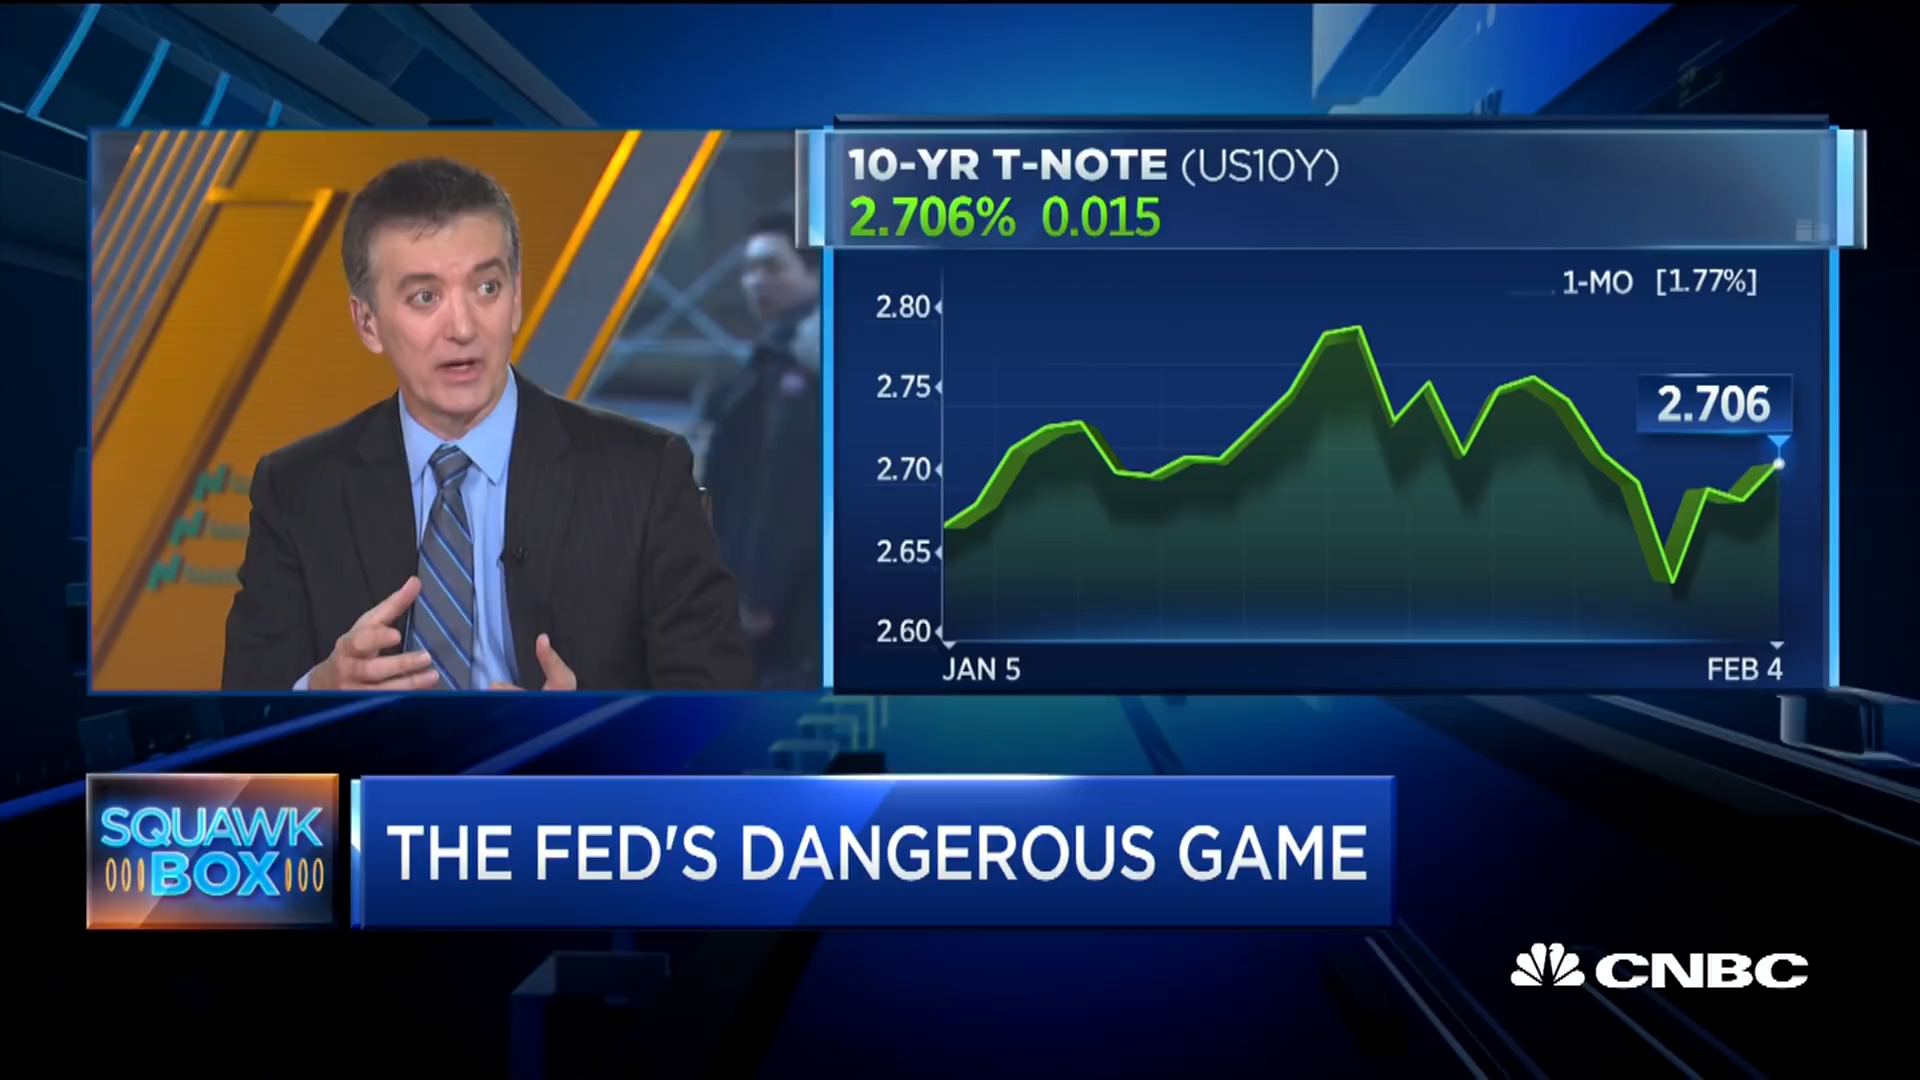 10-YR T-NOTE (US10Y)
2.706% 0.015
1-MO [1.77%]
2.80
2.75
2.70
2.65
2.60
2.706
JAN 5
FEB 4
SQUAWK
BOX
THE FED'S DANGEROUS GAME
CNBC